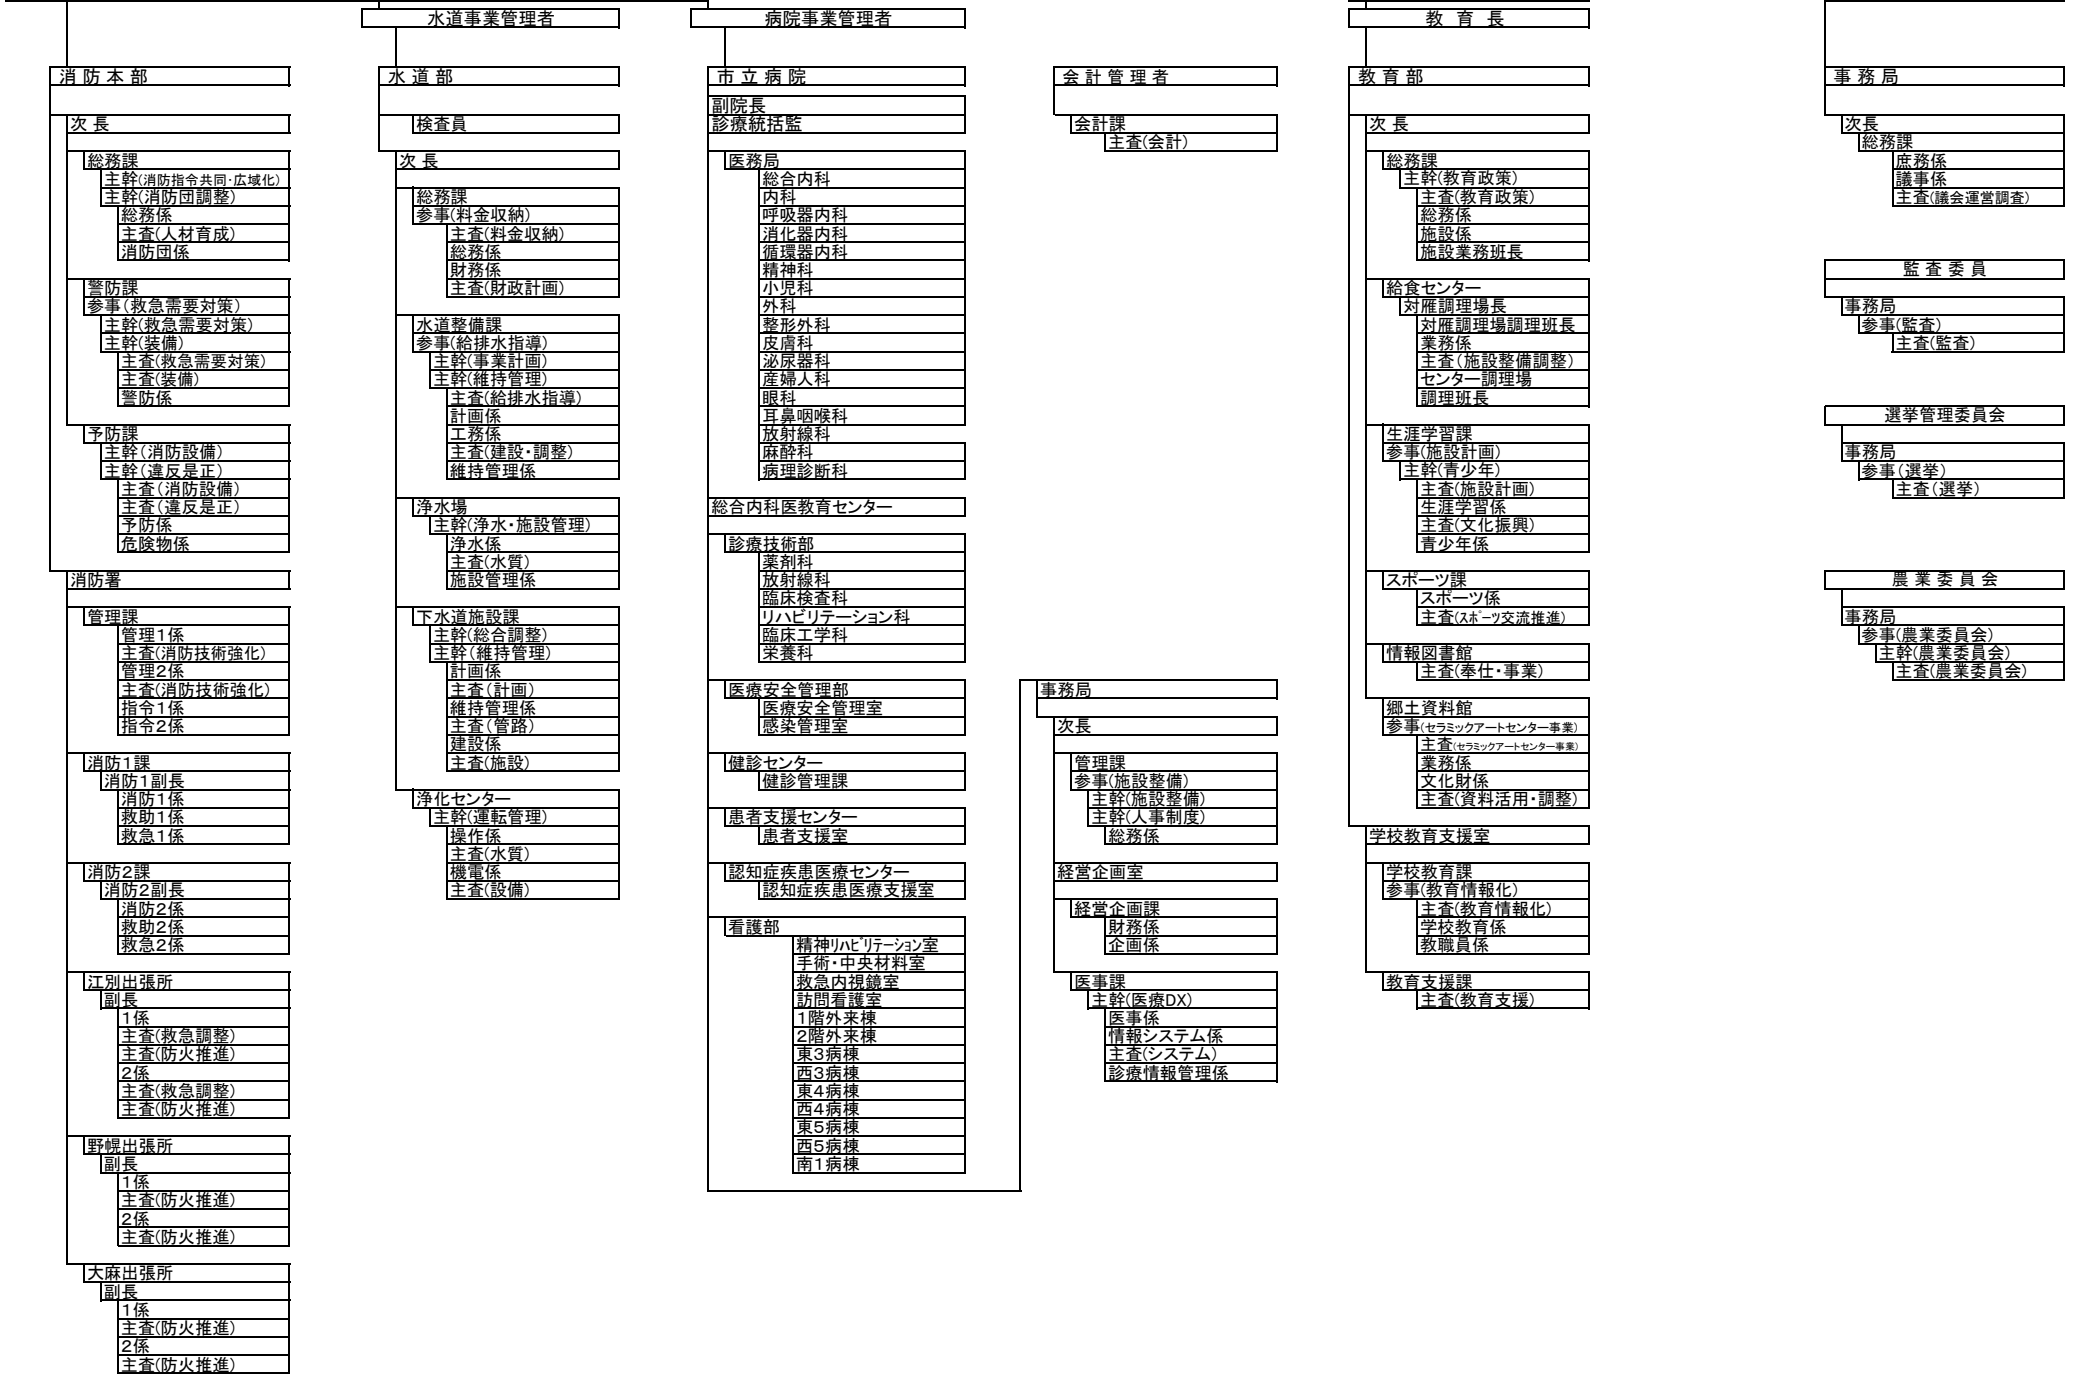 水道事業管理者
病院事業管理者
教育長
消防本部
次長
総務課
主幹(消防指令共同・広域化)
主幹(消防団調整)
総務係
主査(人材育成)
消防団係
警防課
参事(救急需要対策)
主幹(救急需要対策)
主幹(装備)
主査(救急需要対策)
主査(装備)
警防係
予防課
主幹(消防設備)
主幹(違反是正)
主査(消防設備)
主査(違反是正)
予防係
危険物係
消防署
管理課
管理1係
主査(消防技術強化)
管理2係
主査(消防技術強化)
指令1係
指令2係
消防1課
消防1副長
消防1係
救助1係
救急1係
消防2課
消防2副長
消防2係
救助2係
救急2係
江別出張所
副長
1係
主査(救急調整)
主査(防火推進)
2係
主査(救急調整)
主査(防火推進)
野幌出張所
副長
1係
主査(防火推進)
2係
主査(防火推進)
大麻出張所
副長
1係
主査(防火推進)
2係
主査(防火推進)
水道部
検査員
次長
総務課
参事(料金収納)
主査(料金収納)
総務係
財務係
主査(財政計画)
水道整備課
参事(給排水指導)
主幹(事業計画)
主幹(維持管理)
主査(給排水指導)
計画係
工務係
主査(建設・調整)
維持管理係
浄水場
主幹(浄水・施設管理)
浄水係
主査(水質)
施設管理係
下水道施設課
主幹(総合調整)
主幹(維持管理)
計画係
主査(計画)
維持管理係
主査(管路)
建設係
主査(施設)
浄化センター
主幹(運転管理)
操作係
主査(水質)
機電係
主査(設備)
市立病院
副院長
診療統括監
医務局
総合内科
内科
呼吸器内科
消化器内科
循環器内科
精神科
小児科
外科
整形外科
皮膚科
泌尿器科
産婦人科
眼科
耳鼻咽喉科
放射線科
麻酔科
病理診断科
総合内科医教育センター
診療技術部
薬剤科
放射線科
臨床検査科
リハビリテーション科
臨床工学科
栄養科
医療安全管理部
医療安全管理室
感染管理室
健診センター
健診管理課
患者支援センター
患者支援室
認知症疾患医療センター
認知症疾患医療支援室
看護部
精神ﾘﾊﾋﾞﾘﾃｰｼｮﾝ室
手術・中央材料室
救急内視鏡室
訪問看護室
1階外来棟
2階外来棟
東3病棟
西3病棟
東4病棟
西4病棟
東5病棟
西5病棟
南1病棟
会計管理者
会計課
主査(会計)
事務局
次長
管理課
参事(施設整備)
主幹(施設整備)
主幹(人事制度)
総務係
経営企画室
経営企画課
財務係
企画係
医事課
主幹(医療DX)
医事係
情報システム係
主査(システム)
診療情報管理係
教育部
次長
総務課
主幹(教育政策)
主査(教育政策)
総務係
施設係
施設業務班長
給食センター
対雁調理場長
対雁調理場調理班長
業務係
主査(施設整備調整)
センター調理場
調理班長
生涯学習課
参事(施設計画)
主幹(青少年)
主査(施設計画)
生涯学習係
主査(文化振興)
青少年係
スポーツ課
スポーツ係
主査(ｽﾎﾟｰﾂ交流推進)
情報図書館
主査(奉仕・事業)
郷土資料館
参事(セラミックアートセンター事業)
主査(セラミックアートセンター事業)
業務係
文化財係
主査(資料活用・調整)
学校教育支援室
学校教育課
参事(教育情報化)
主査(教育情報化)
学校教育係
教職員係
教育支援課
主査(教育支援)
事務局
次長
総務課
庶務係
議事係
主査(議会運営調査)
監査委員
事務局
参事(監査)
主査(監査)
選挙管理委員会
事務局
参事(選挙)
主査(選挙)
農業委員会
事務局
参事(農業委員会)
主幹(農業委員会)
主査(農業委員会)